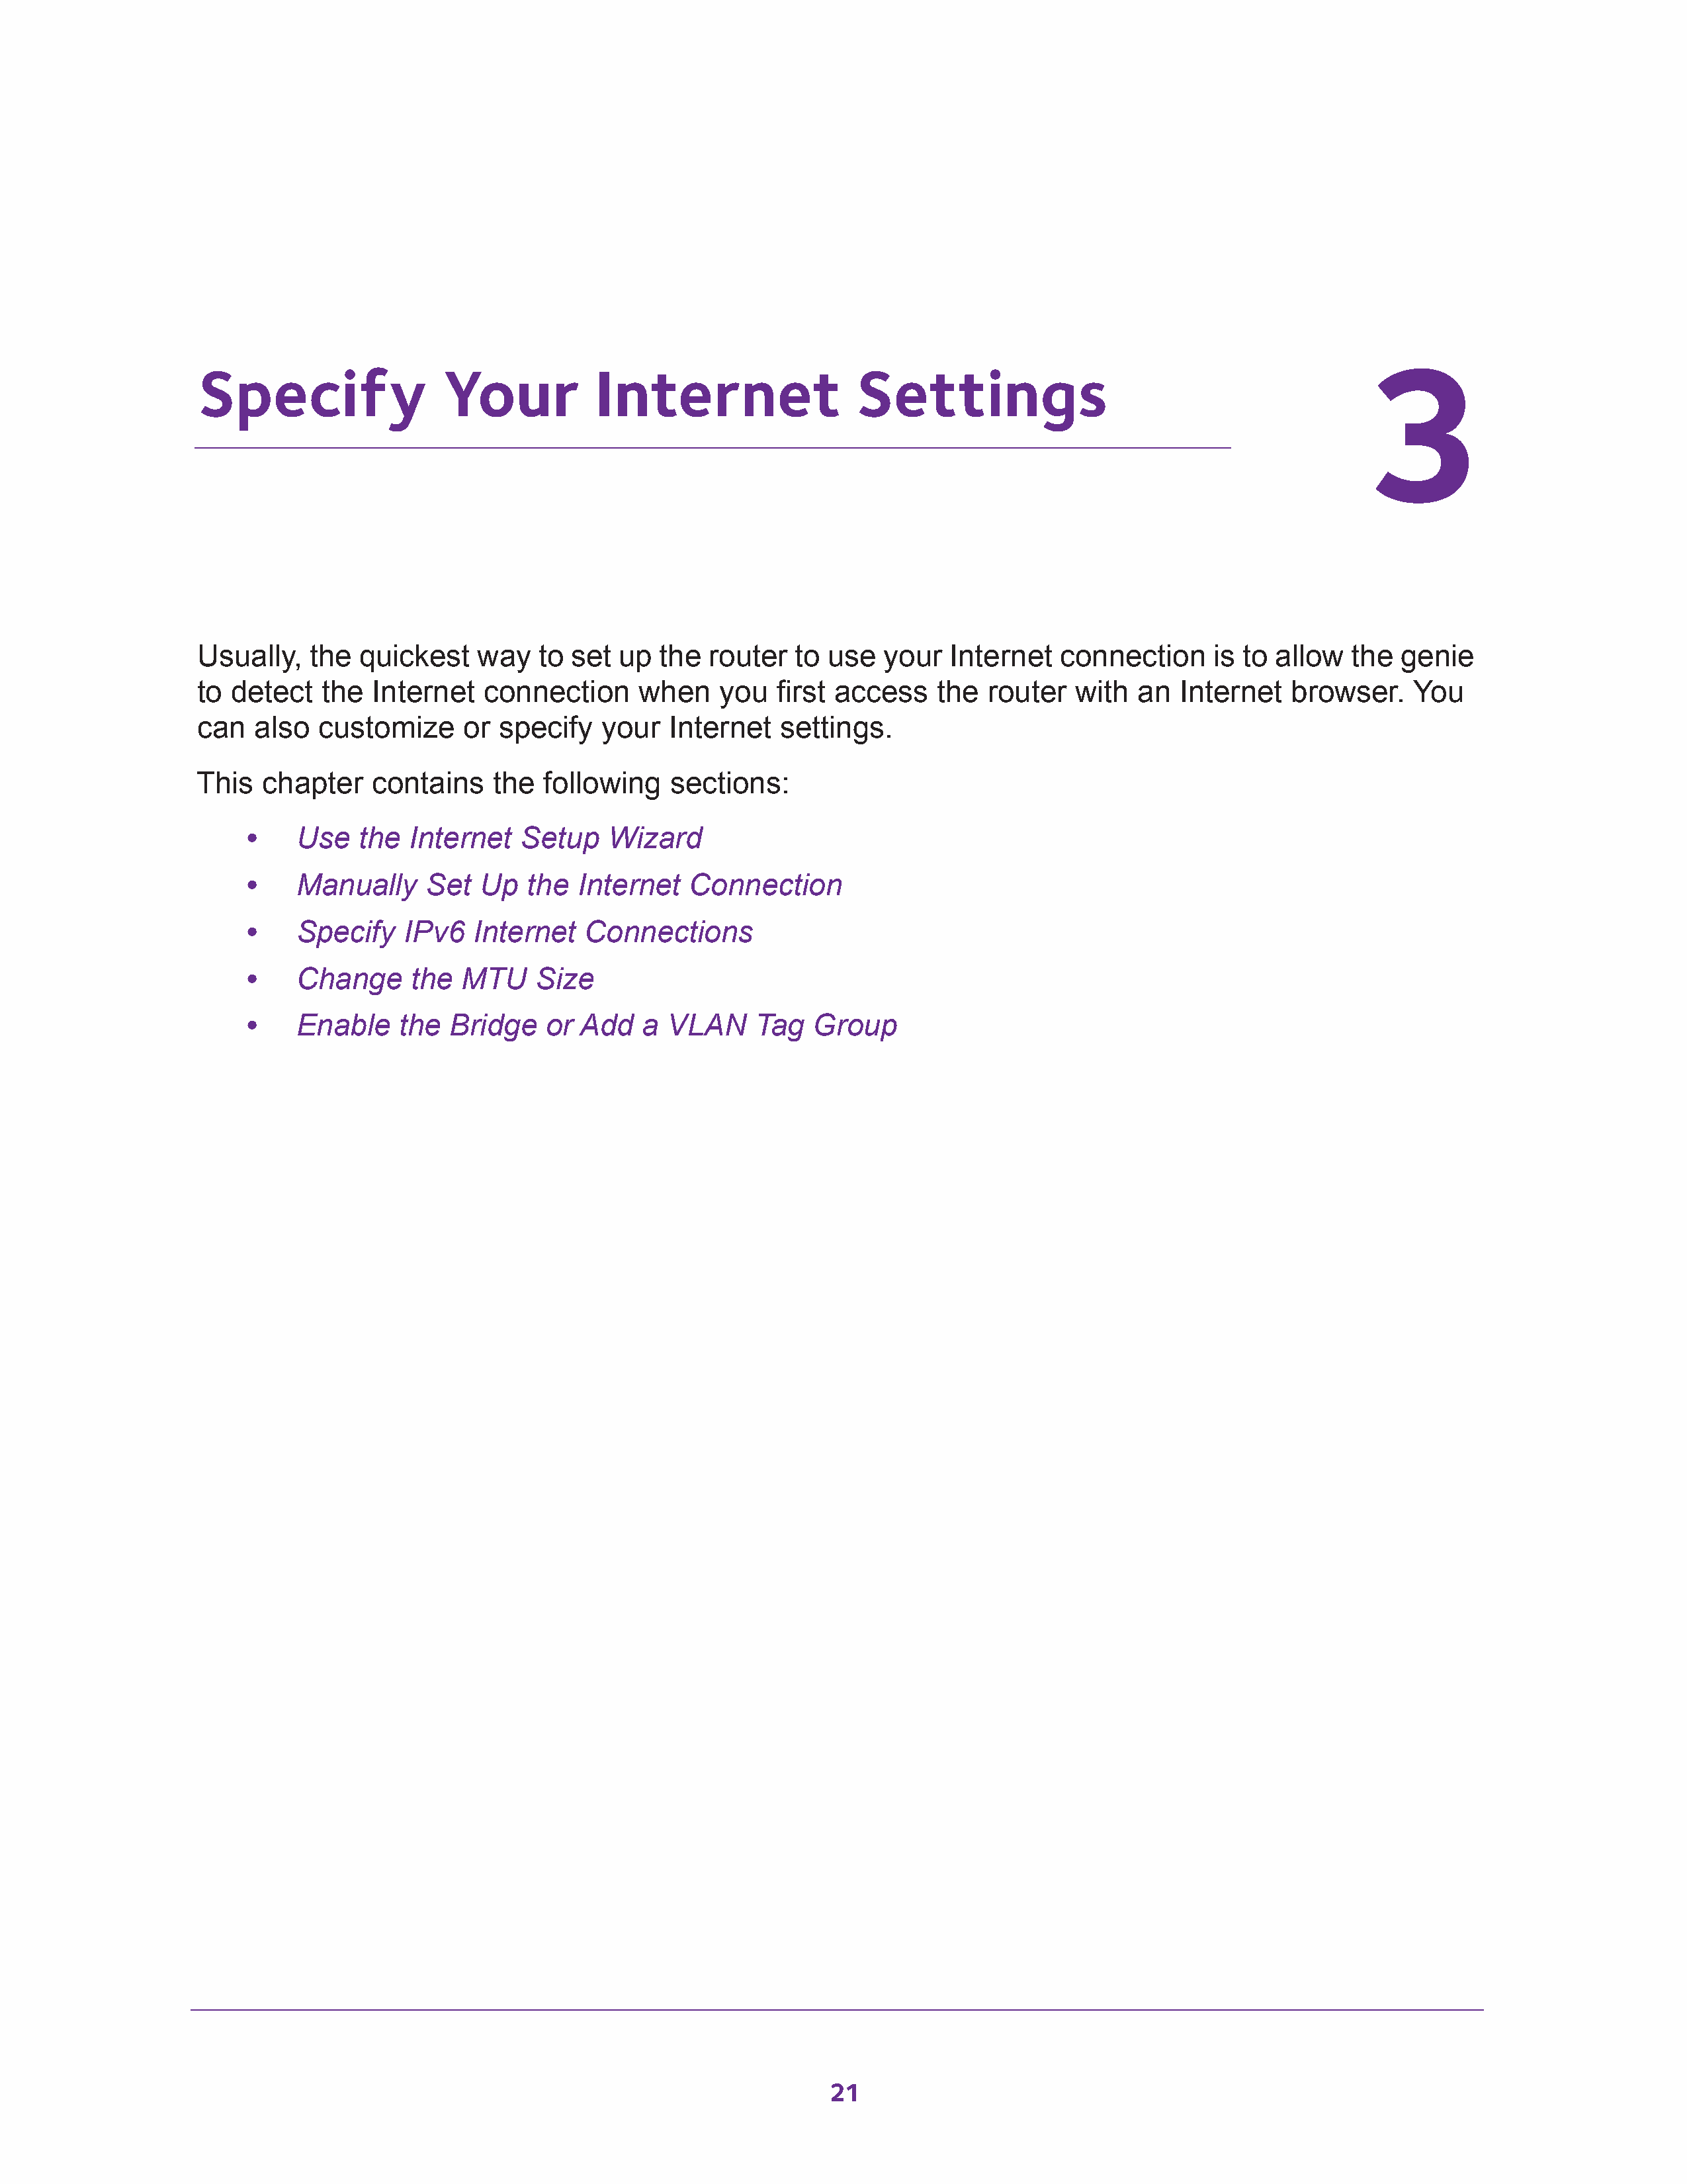 Specify Your Internet Settings
3
Usually, the quickest way to set up the router to use your Internet connection is to allow the genie
to detect the Internet connection when you first access the router with an Internet browser. You
can also customize or specify your Internet settings.
This chapter contains the following sections:
• Use the Internet Setup Wizard
• Manually Set Up the Internet Connection
• Specify IPv6 Internet Connections
• Change the MTU Size
• Enable the Bridge or Add a VLAN Tag Group
21